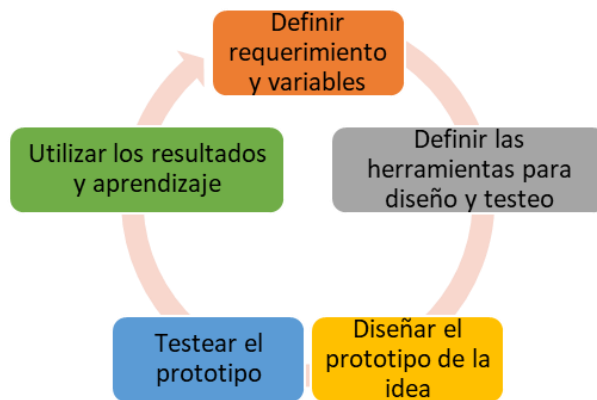 Definir
requerimiento
y variables
Definir las
herramientas para
diseño y testeo
Diseñar el
prototipo de la
idea
Testear el
prototipo
Utilizar los resultados
y aprendizaje